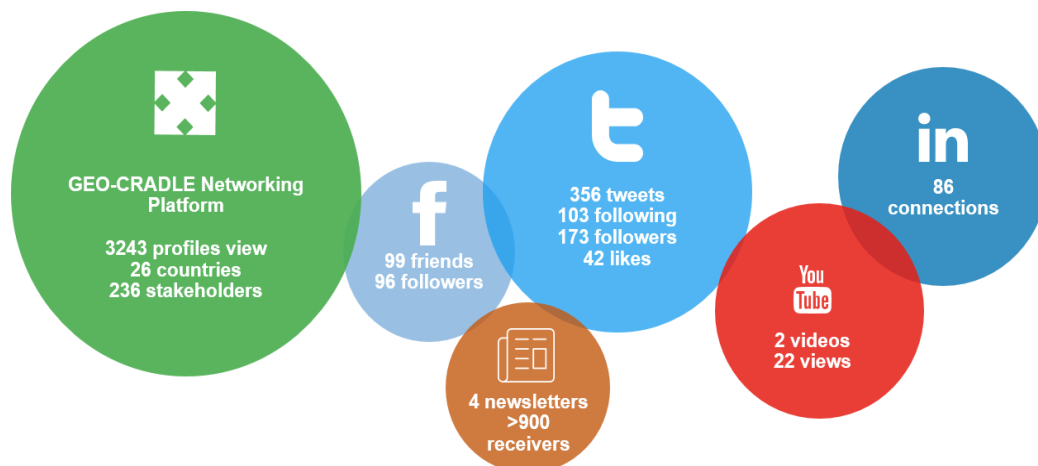 GEO-CRADLE Networking
Platform
3243 profiles view
26 countries
236 stakeholders
f
99 friends
96 followers
t
356 tweets
103 following
173 followers
42 likes
4 newsletters
>900
receivers
You
Tube
2 videos
22 views
in
86
connections